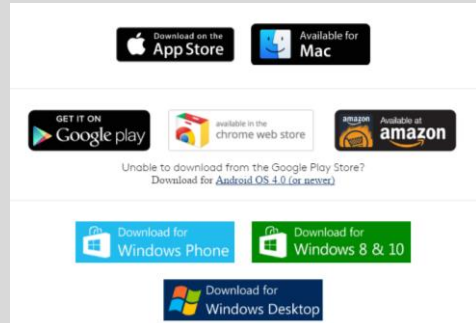 Download on the
App Store
Available for
Mac
GET IT ON
Google play
available in the
chrome web store
amazon
Available at
amazon
Unable to download from the Google Play Store?
Download for Android OS 4.0 (or newer)
Download for
Windows Phone
Download for
Windows 8 & 10
Download for
Windows Desktop